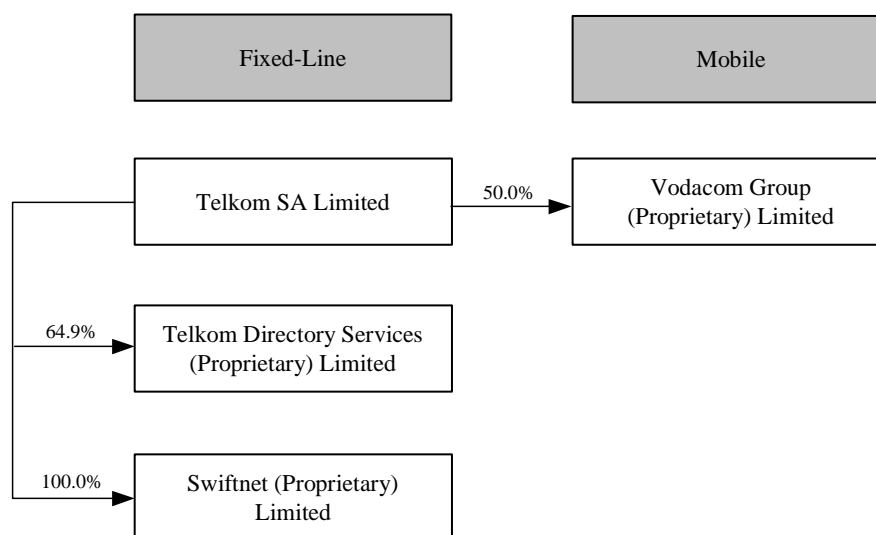 Fixed-Line
Mobile
Telkom SA Limited
50.0%
Vodacom Group
(Proprietary) Limited
64.9%
Telkom Directory Services
(Proprietary) Limited
100.0%
Swiftnet (Proprietary)
Limited